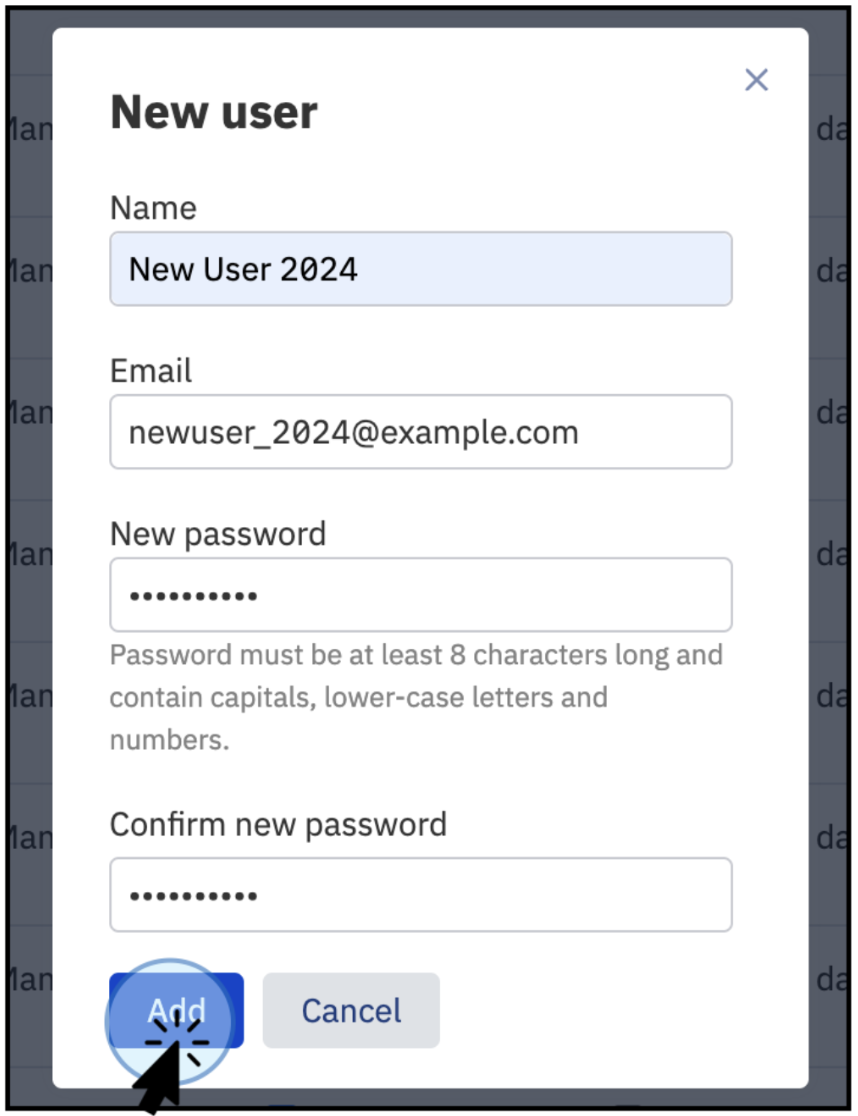 New user
Name
New User 2024
Email
newuser_2024@example.com
New password
••••••••••
Password must be at least 8 characters long and
contain capitals, lower-case letters and
numbers.
Confirm new password
••••••••••
Add Cancel